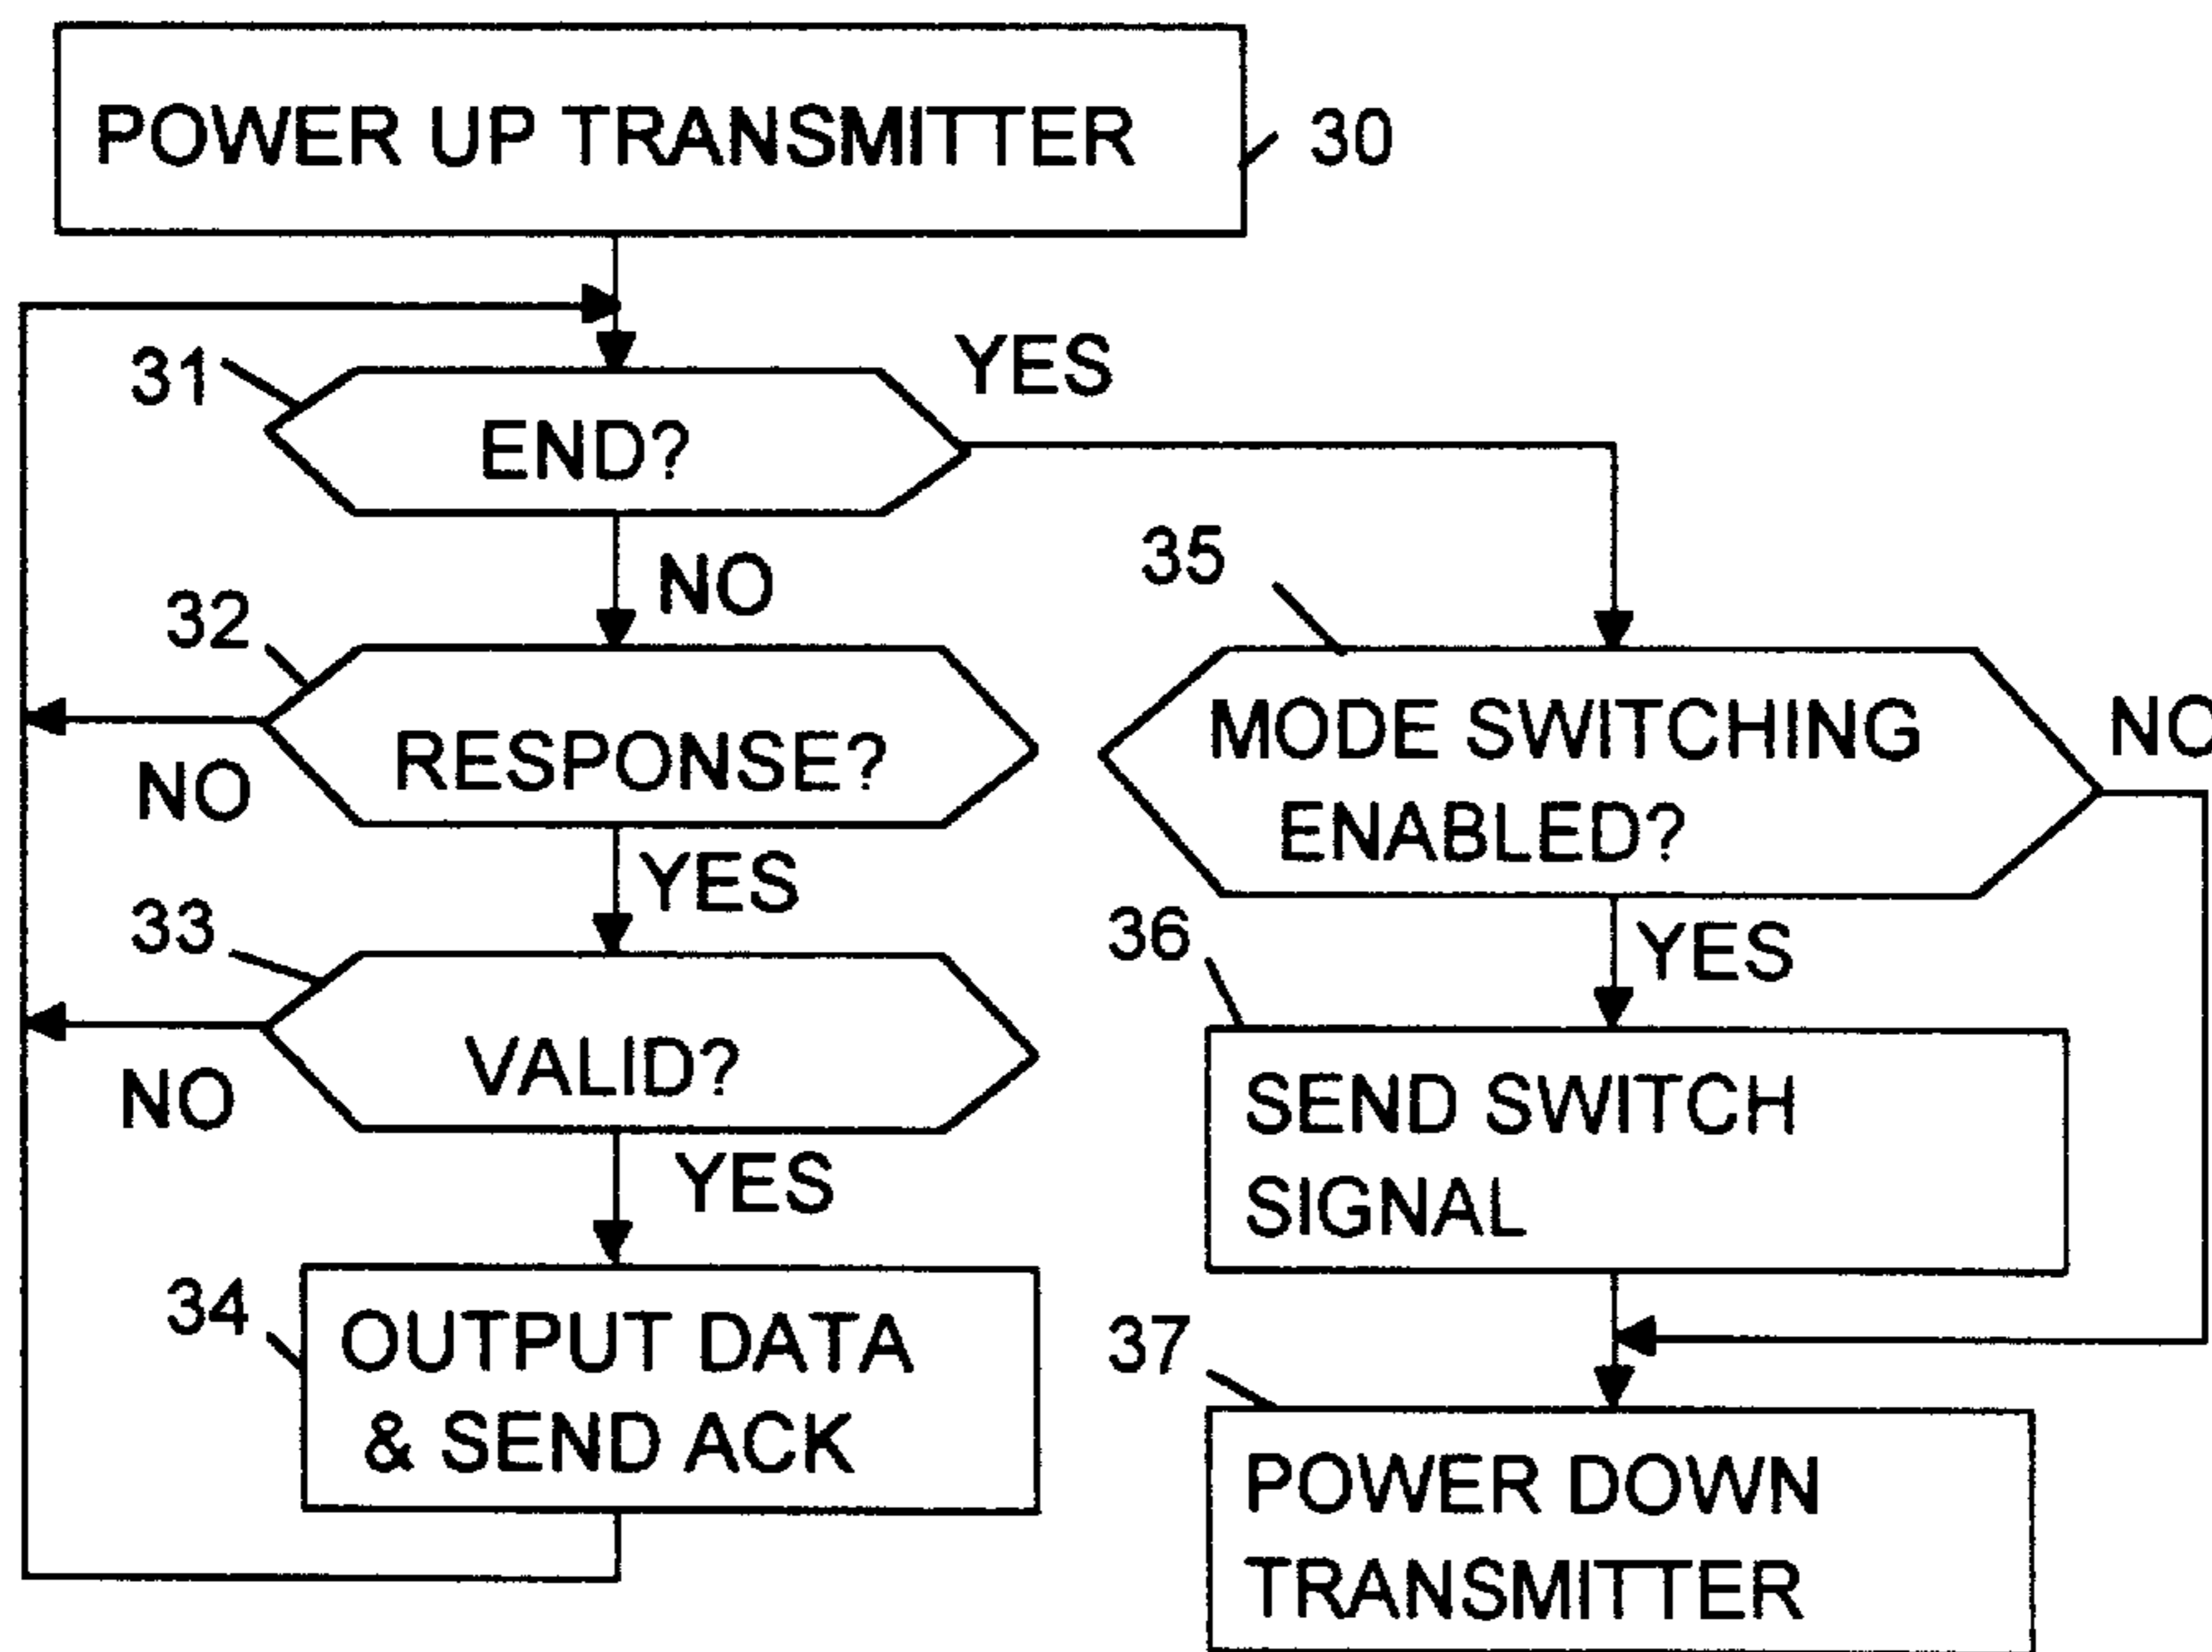 POWER UP TRANSMITTER
30
31
END?
YES
NO
32
RESPONSE?
NO
YES
33
VALID?
NO
YES
34
OUTPUT DATA
& SEND ACK
35
MODE SWITCHING
ENABLED?
NO
YES
36
SEND SWITCH
SIGNAL
37
POWER DOWN
TRANSMITTER